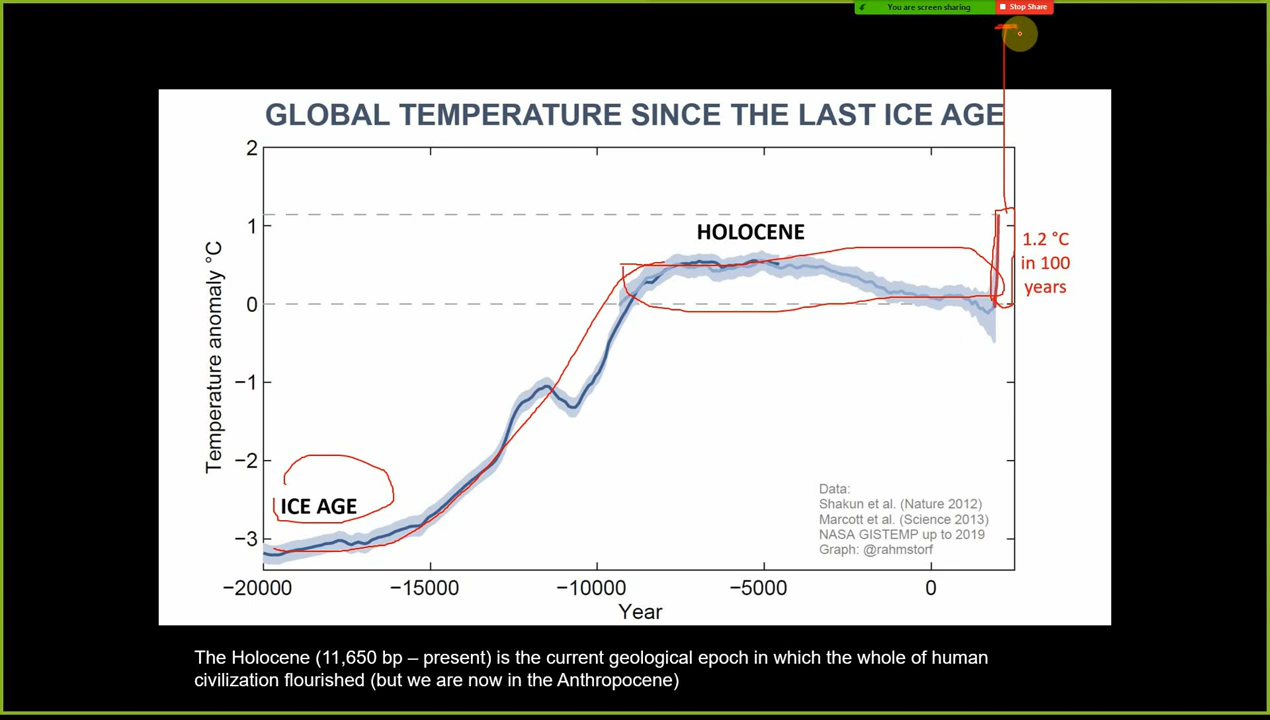 You are screen sharing
Stop Share
GLOBAL TEMPERATURE SINCE THE LAST ICE AGE
2
1
0
−1
−2
−3
Temperature anomaly °C
HOLOCENE
1.2 °C
in 100
years
ICE AGE
Data:
Shakun et al. (Nature 2012)
Marcott et al. (Science 2013)
NASA GISTEMP up to 2019
Graph: @rahmstorf
−20000 −15000 −10000 −5000 0
Year
The Holocene (11,650 bp – present) is the current geological epoch in which the whole of human
civilization flourished (but we are now in the Anthropocene)